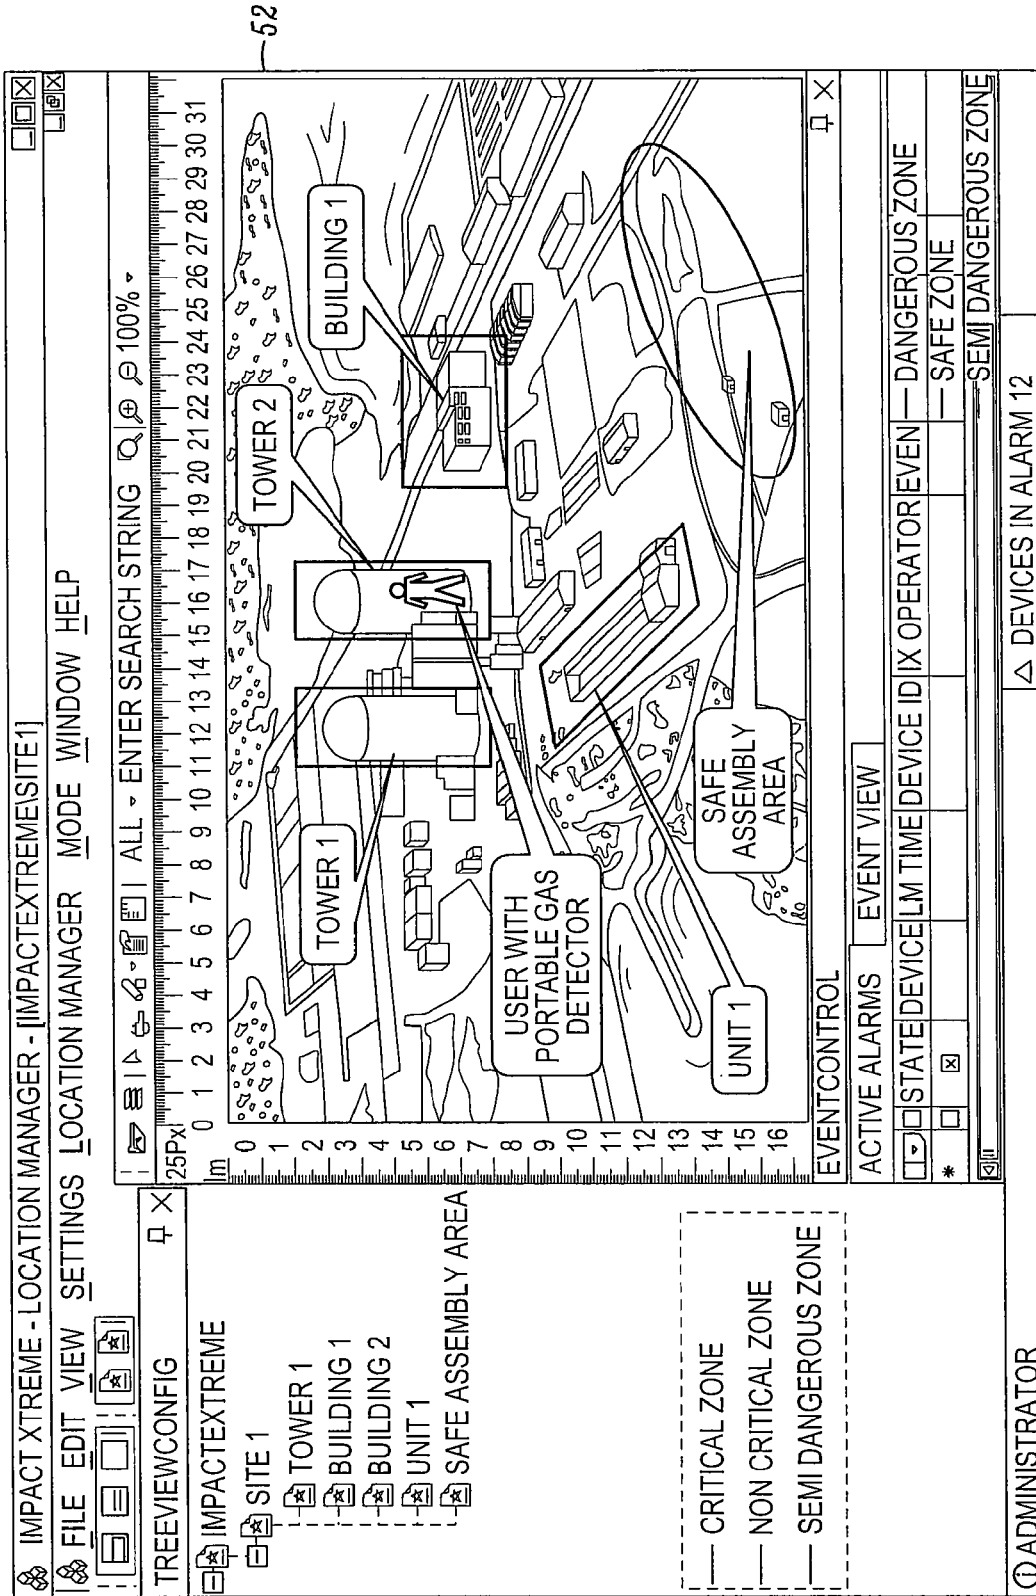 52
IMPACT XTREME - LOCATION MANAGER - [IMPACTEXTREME\SITE1]
FILE EDIT VIEW SETTINGS LOCATION MANAGER MODE WINDOW HELP
ALL ENTER SEARCH STRING 100%
TREEVIEWCONFIG
IMPACTEXTREME
SITE 1
TOWER 1
BUILDING 1
BUILDING 2
UNIT 1
SAFE ASSEMBLY AREA
CRITICAL ZONE
NON CRITICAL ZONE
SEMI DANGEROUS ZONE
25Px
0 1 2 3 4 5 6 7 8 9 10 11 12 13 14 15 16 17 18 19 20 21 22 23 24 25 26 27 28 29 30 31
m
0
1
2
3
4
5
6
7
8
9
10
11
12
13
14
15
16
TOWER 1
TOWER 2
BUILDING 1
USER WITH
PORTABLE GAS
DETECTOR
UNIT 1
SAFE
ASSEMBLY
AREA
EVENTCONTROL
ACTIVE ALARMS EVENT VIEW
STATE DEVICE LM TIME DEVICE ID IX OPERATOR EVEN DANGEROUS ZONE
* SAFE ZONE
SEMI DANGEROUS ZONE
ADMINISTRATOR DEVICES IN ALARM 12